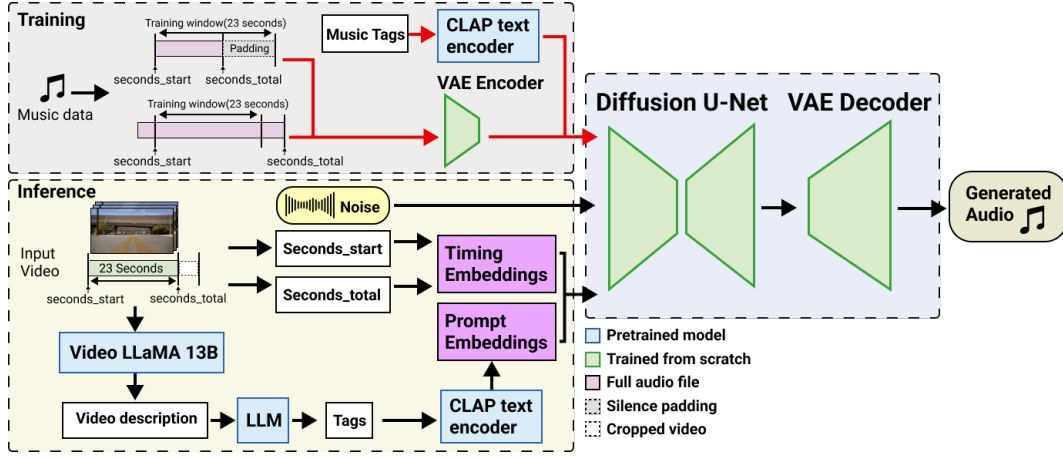 Training
Training window(23 seconds)
Padding
seconds_start
seconds_total
Music data
Training window(23 seconds)
seconds_start
seconds_total
Music Tags
CLAP text
encoder
VAE Encoder
Diffusion U-Net
VAE Decoder
Generated
Audio
Inference
Input
Video
23 Seconds
seconds_start
seconds_total
Noise
Seconds_start
Seconds_total
Timing
Embeddings
Prompt
Embeddings
Video LLaMA 13B
Video description
LLM
Tags
CLAP text
encoder
Pretrained model
Trained from scratch
Full audio file
Silence padding
Cropped video